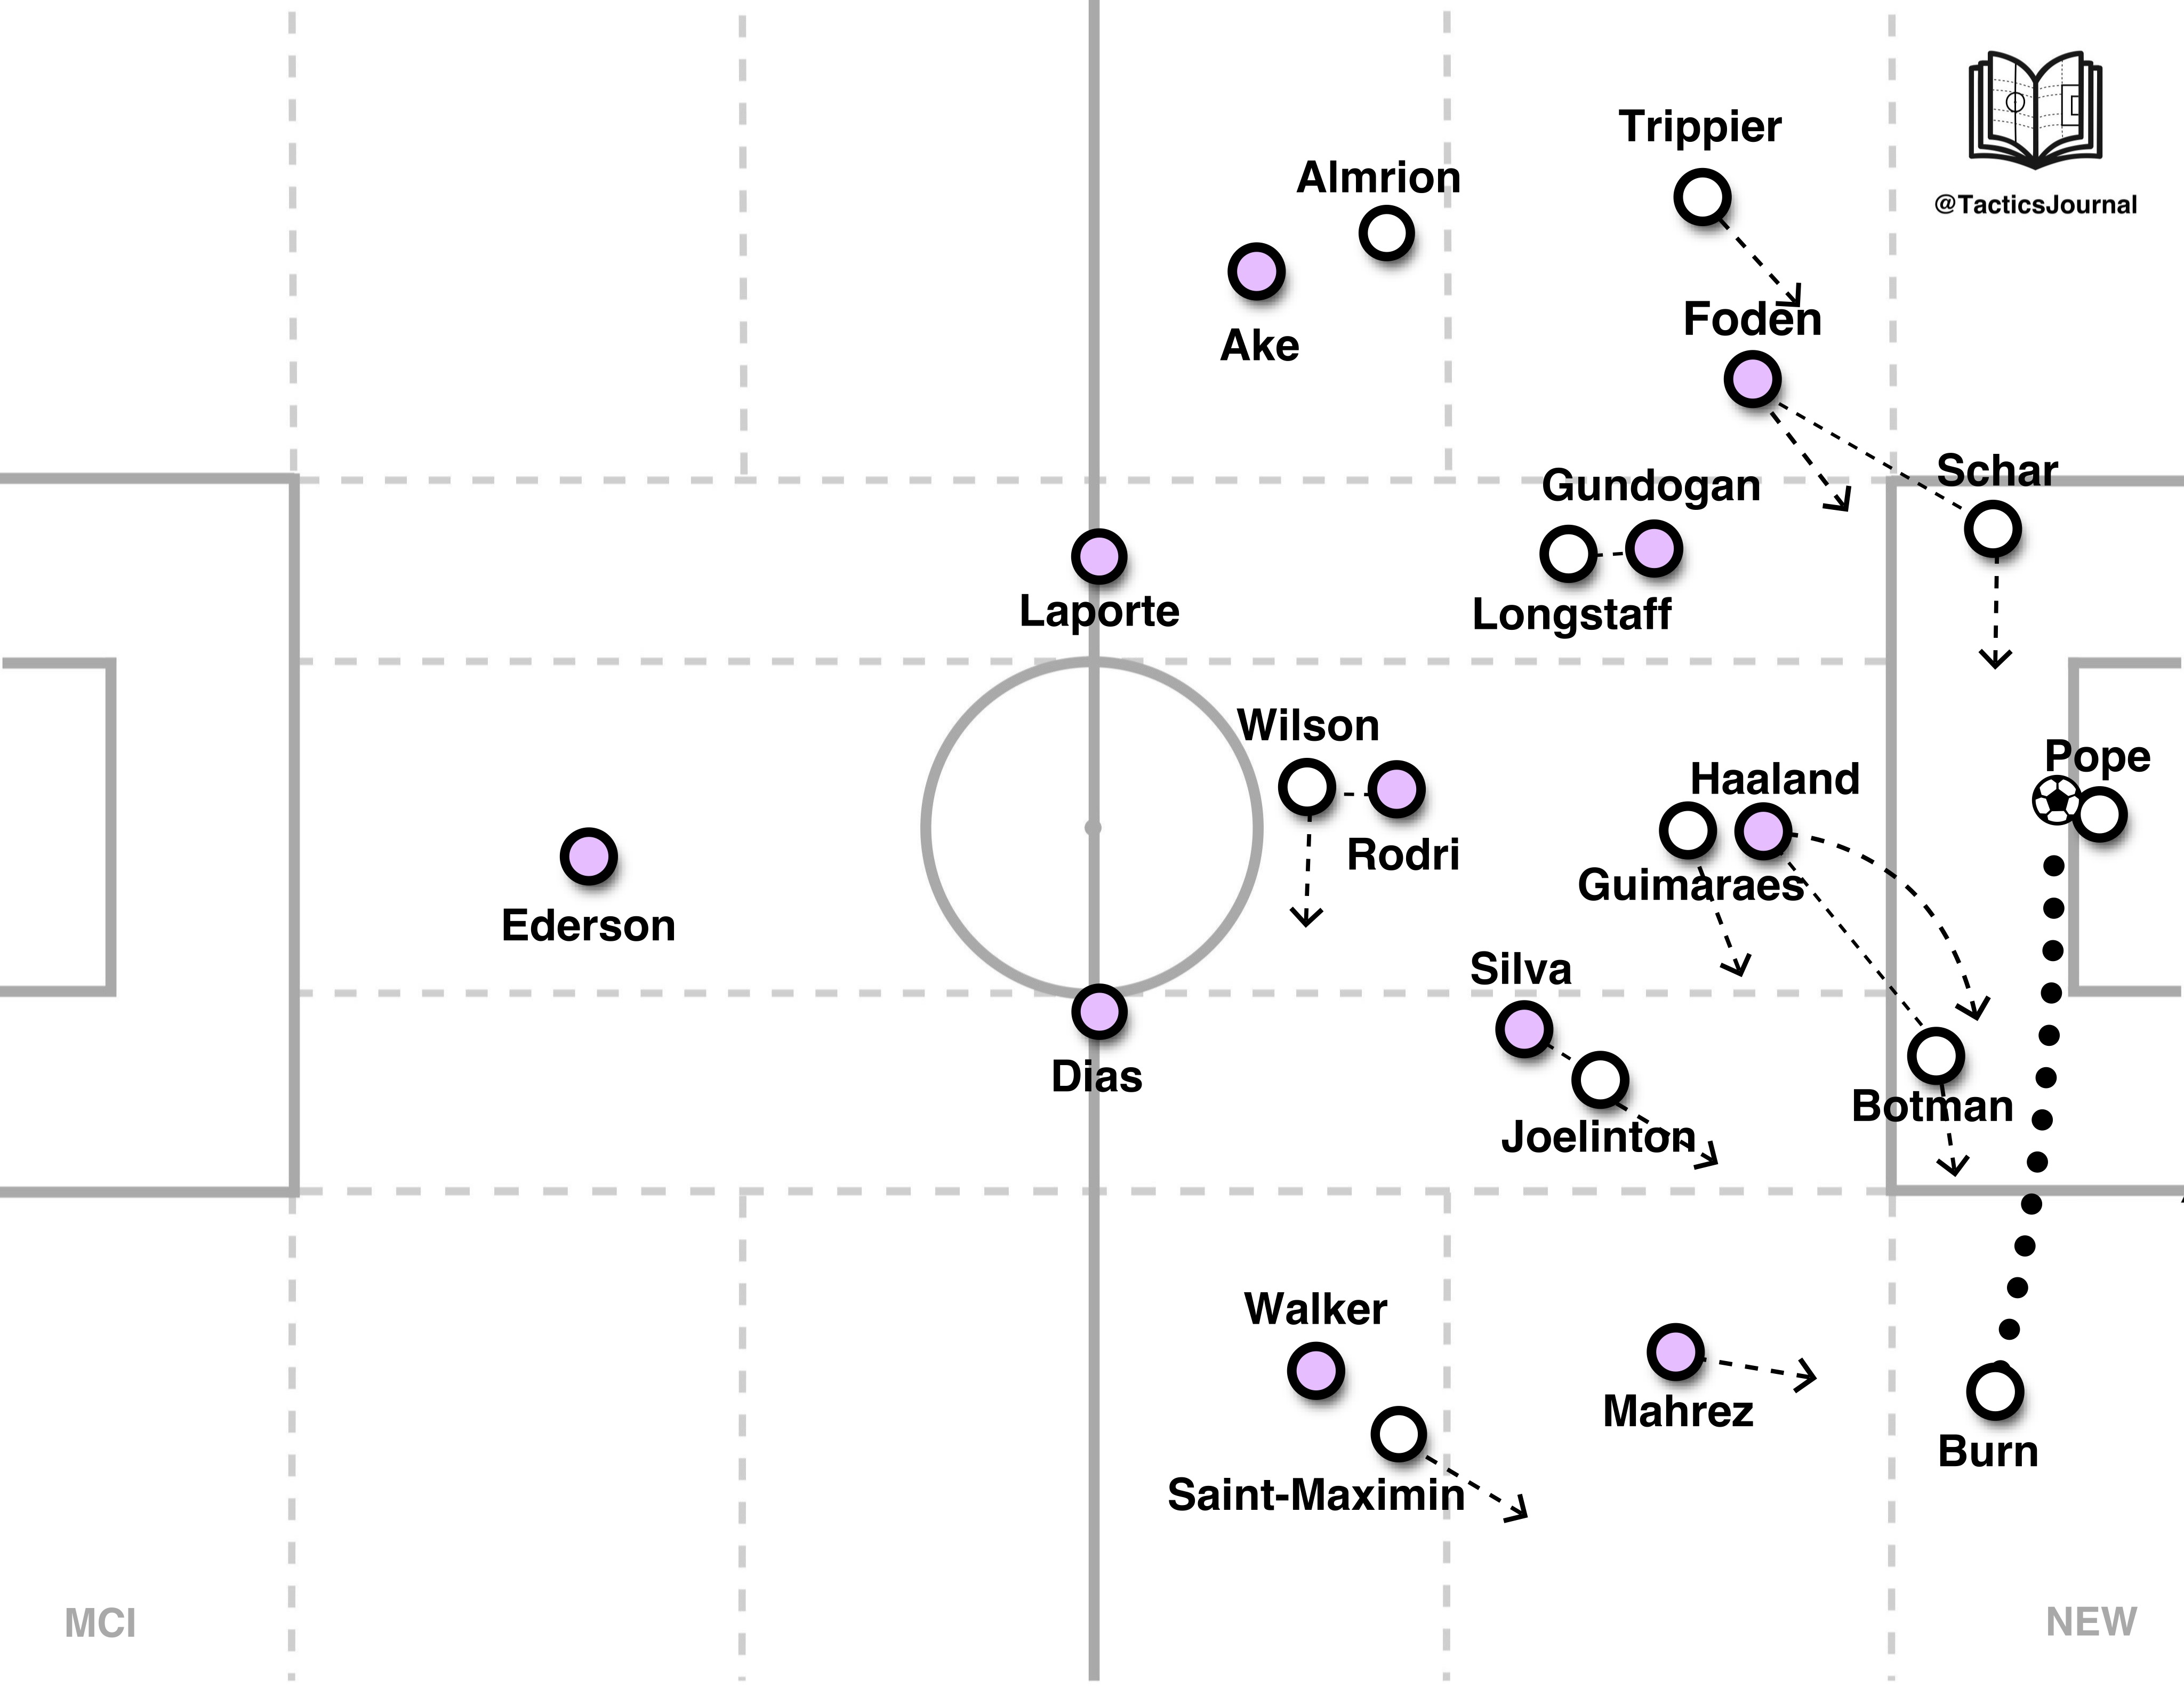 Trippier
@TacticsJournal
Almrion
Foden
Ake
Schar
Gundogan
Laporte
Longstaff
Wilson
Pope
Haaland
Rodri
Guimaraes
Ederson
Silva
Dias
Botman
Joelinton
Walker
Mahrez
Burn
Saint-Maximin
MCI
NEW